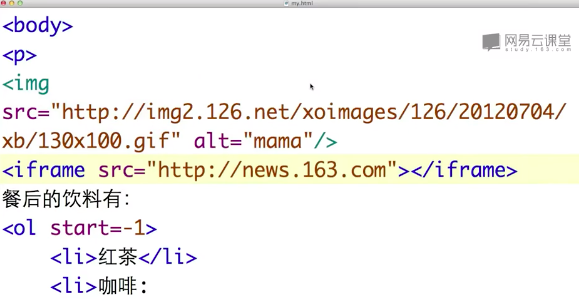 my.html
<body>
<p>
<img
src="http://img2.126.net/xoimages/126/20120704/
xb/130x100.gif" alt="mama"/>
<iframe src="http://news.163.com"></iframe>
餐后的饮料有:
<ol start=-1>
<li>红茶</li>
<li>咖啡:
网易云课堂
study.163.com